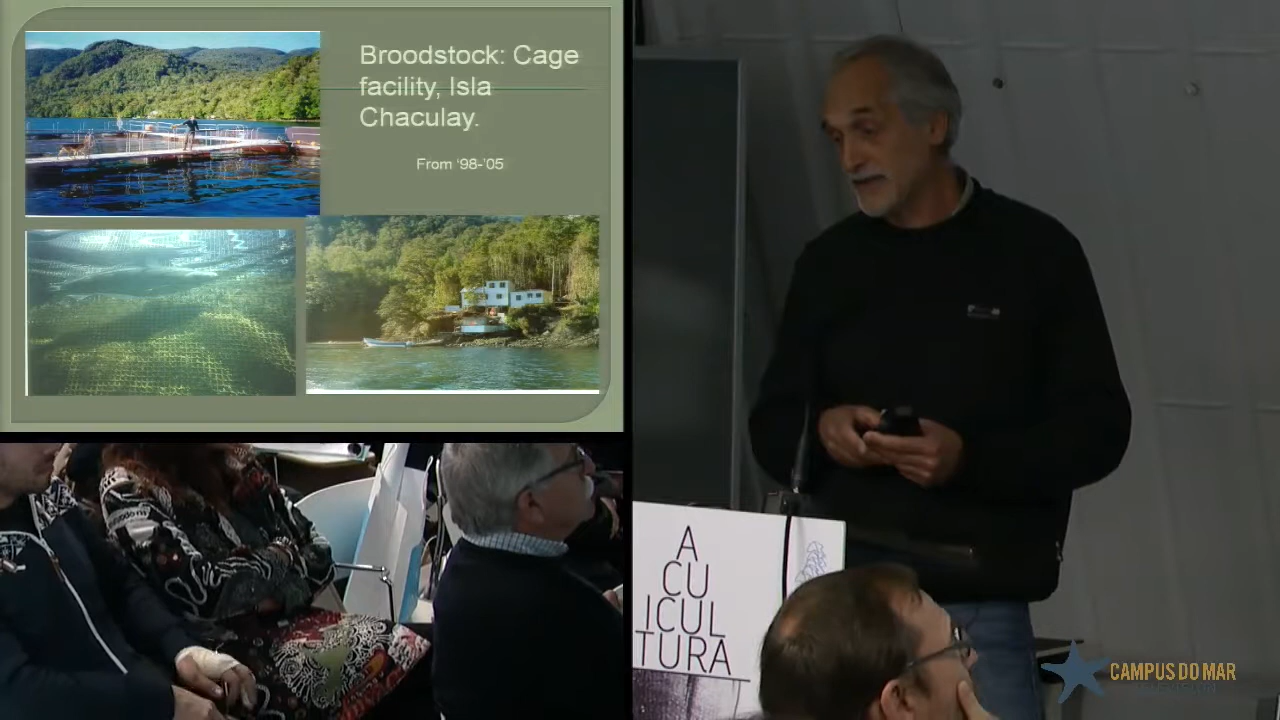 Broodstock: Cage
facility, Isla
Chaculay.
From '98-'05
A
CU
ICUL
TURA
CAMPUS DO MAR